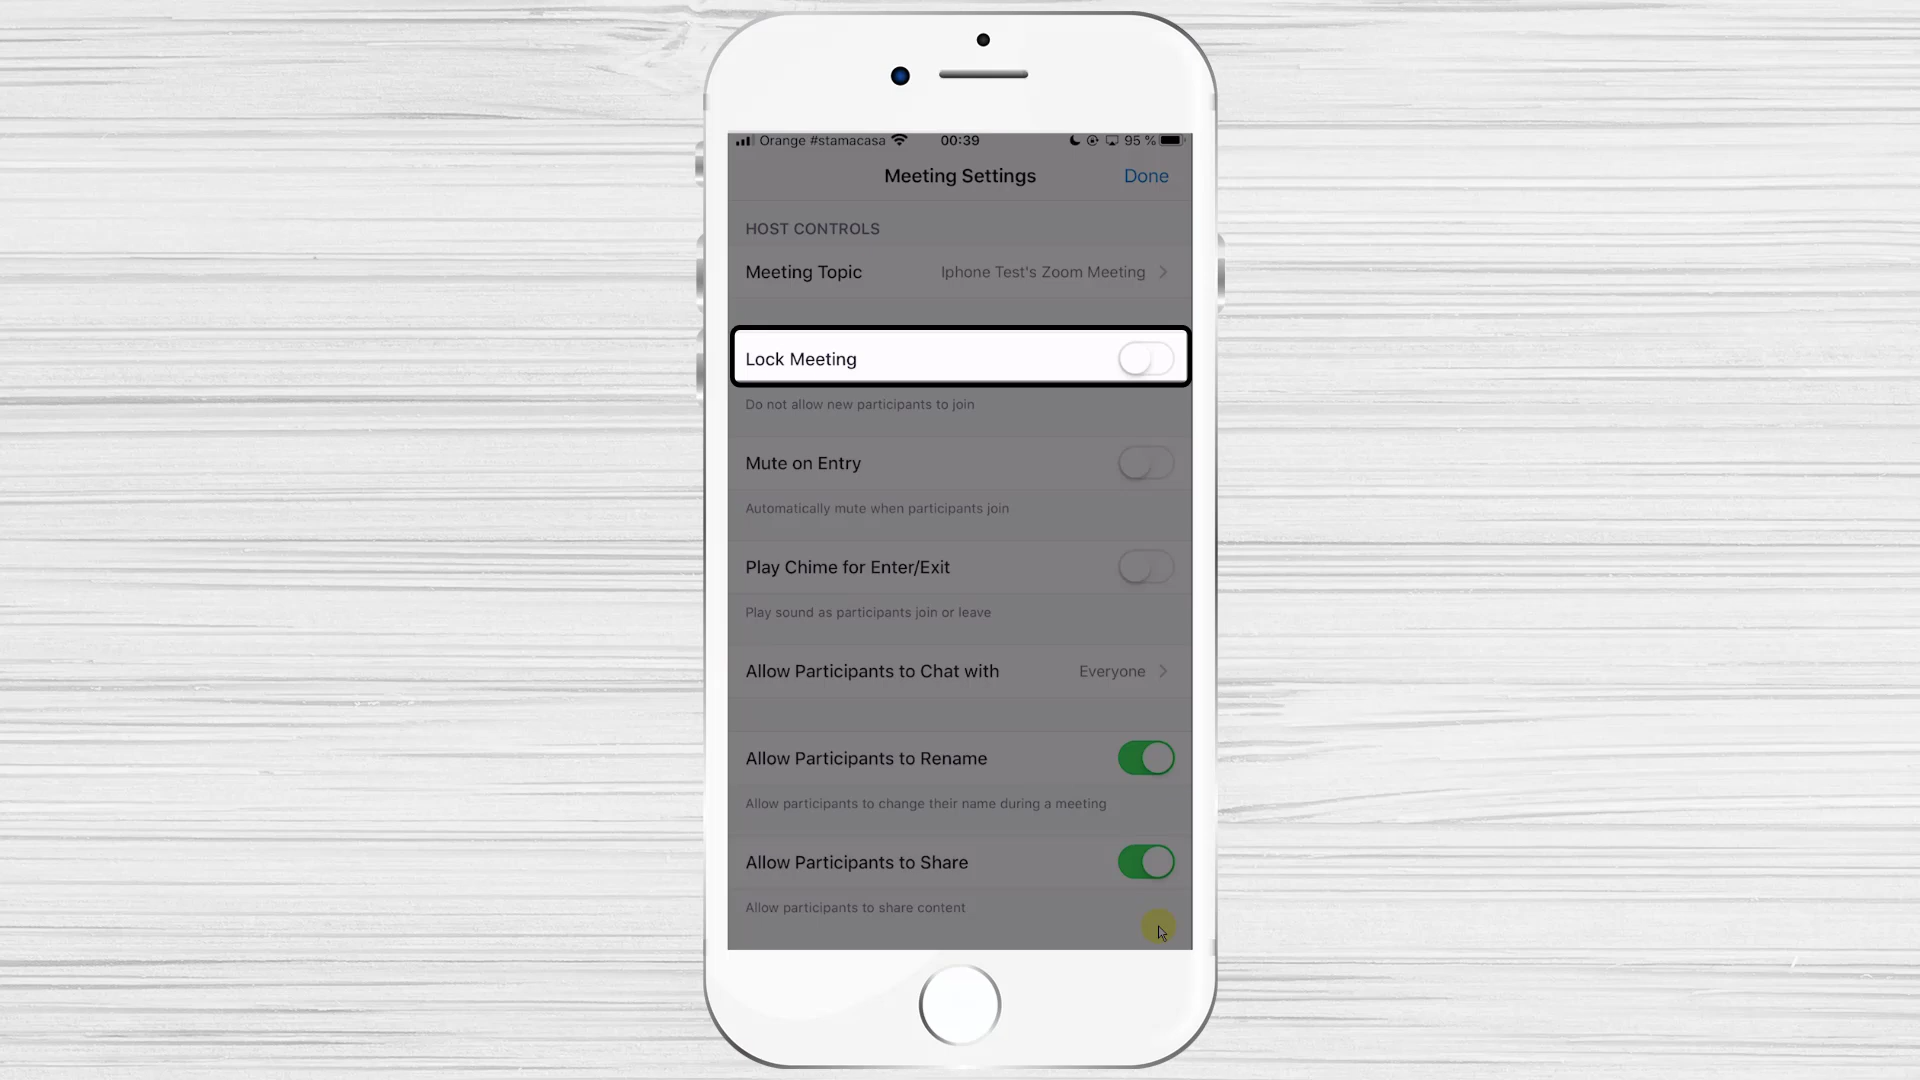 Orange #stamacasa 00:39 95 %
Meeting Settings Done
HOST CONTROLS
Meeting Topic Iphone Test's Zoom Meeting
Lock Meeting
Do not allow new participants to join
Mute on Entry
Automatically mute when participants join
Play Chime for Enter/Exit
Play sound as participants join or leave
Allow Participants to Chat with Everyone
Allow Participants to Rename
Allow participants to change their name during a meeting
Allow Participants to Share
Allow participants to share content